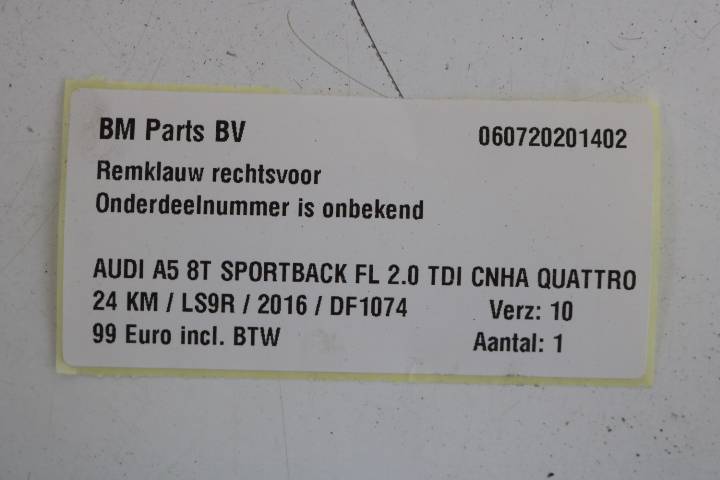 BM Parts BV 060720201402
Remklauw rechtsvoor
Onderdeelnummer is onbekend
AUDI A5 8T SPORTBACK FL 2.0 TDI CNHA QUATTRO
24 KM / LS9R / 2016 / DF1074 Verz: 10
99 Euro incl. BTW Aantal: 1